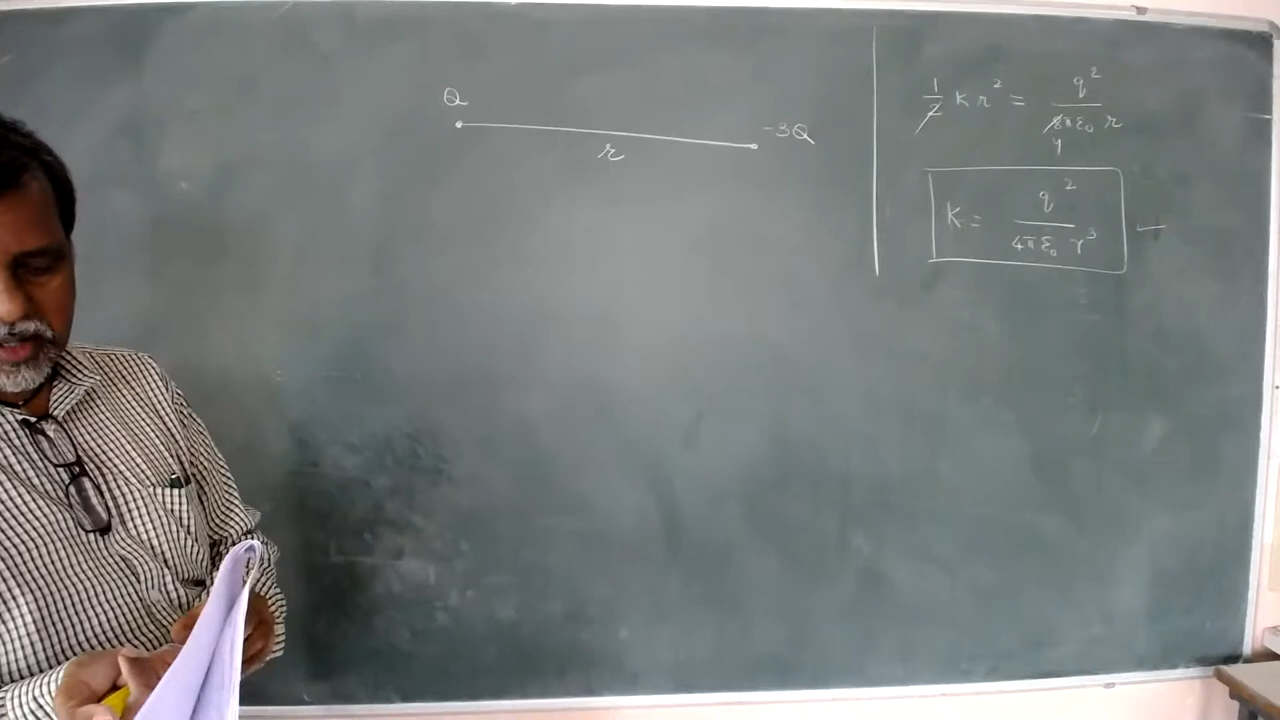 Q
-3Q
r
1/2 K r² = q² / 8πε₀ r
4
K = q² / 4πε₀ r³